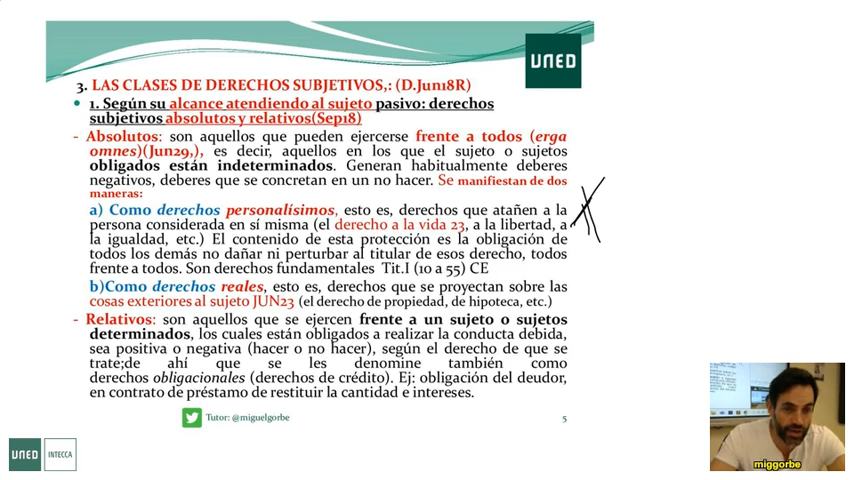 UNED
3. LAS CLASES DE DERECHOS SUBJETIVOS,: (D.Jun18R)
• 1. Según su alcance atendiendo al sujeto pasivo: derechos
subjetivos absolutos y relativos(Sep18)
- Absolutos: son aquellos que pueden ejercerse frente a todos (erga
omnes)(Jun29,), es decir, aquellos en los que el sujeto o sujetos
obligados están indeterminados. Generan habitualmente deberes
negativos, deberes que se concretan en un no hacer. Se manifiestan de dos
maneras:
a) Como derechos personalísimos, esto es, derechos que atañen a la
persona considerada en sí misma (el derecho a la vida 23, a la libertad, a
la igualdad, etc.) El contenido de esta protección es la obligación de
todos los demás no dañar ni perturbar al titular de esos derecho, todos
frente a todos. Son derechos fundamentales Tit.I (10 a 55) CE
b)Como derechos reales, esto es, derechos que se proyectan sobre las
cosas exteriores al sujeto JUN23 (el derecho de propiedad, de hipoteca, etc.)
- Relativos: son aquellos que se ejercen frente a un sujeto o sujetos
determinados, los cuales están obligados a realizar la conducta debida,
sea positiva o negativa (hacer o no hacer), según el derecho de que se
trate;de ahí que se les denomine también como
derechos obligacionales (derechos de crédito). Ej: obligación del deudor,
en contrato de préstamo de restituir la cantidad e intereses.
Tutor: @miguelgorbe
5
UNED INTECCA
miggorbe